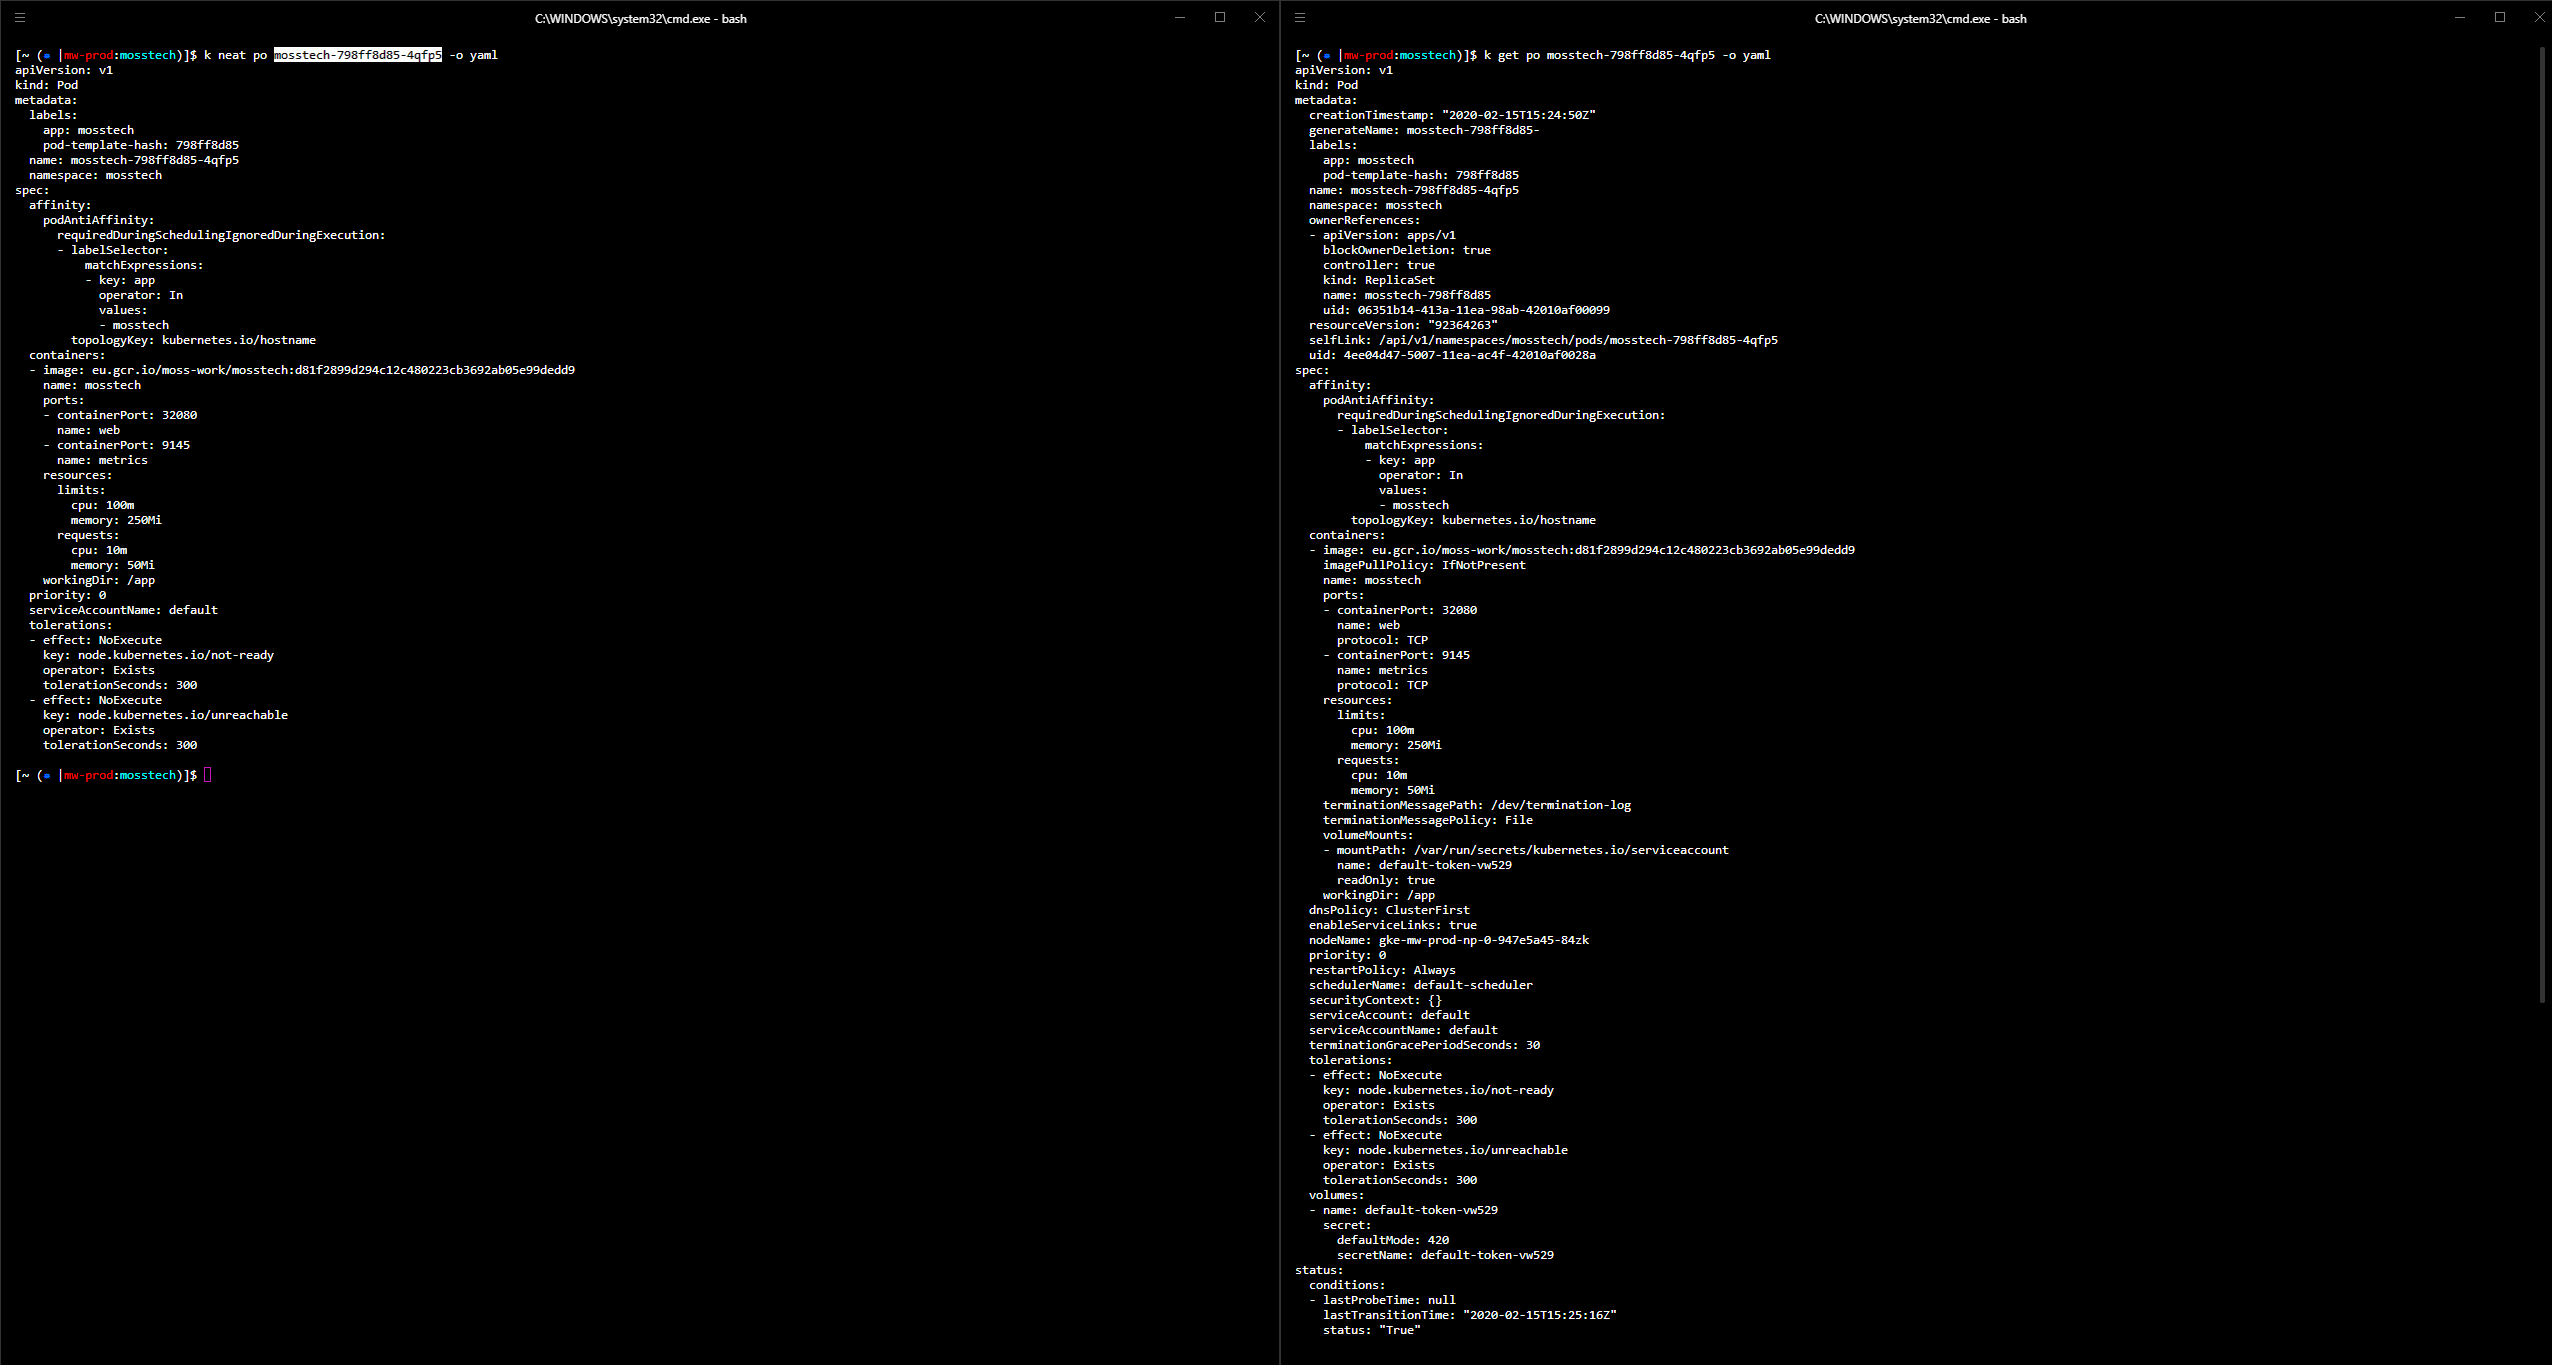 C:\WINDOWS\system32\cmd.exe - bash
[~ (⎈ |mw-prod:mosstech)]$ k neat po mosstech-798ff8d85-4qfp5 -o yaml
apiVersion: v1
kind: Pod
metadata:
  labels:
    app: mosstech
    pod-template-hash: 798ff8d85
  name: mosstech-798ff8d85-4qfp5
  namespace: mosstech
spec:
  affinity:
    podAntiAffinity:
      requiredDuringSchedulingIgnoredDuringExecution:
      - labelSelector:
          matchExpressions:
          - key: app
            operator: In
            values:
            - mosstech
        topologyKey: kubernetes.io/hostname
  containers:
  - image: eu.gcr.io/moss-work/mosstech:d81f2899d294c12c480223cb3692ab05e99dedd9
    name: mosstech
    ports:
    - containerPort: 32080
      name: web
    - containerPort: 9145
      name: metrics
    resources:
      limits:
        cpu: 100m
        memory: 250Mi
      requests:
        cpu: 10m
        memory: 50Mi
    workingDir: /app
  priority: 0
  serviceAccountName: default
  tolerations:
  - effect: NoExecute
    key: node.kubernetes.io/not-ready
    operator: Exists
    tolerationSeconds: 300
  - effect: NoExecute
    key: node.kubernetes.io/unreachable
    operator: Exists
    tolerationSeconds: 300
[~ (⎈ |mw-prod:mosstech)]$
C:\WINDOWS\system32\cmd.exe - bash
[~ (⎈ |mw-prod:mosstech)]$ k get po mosstech-798ff8d85-4qfp5 -o yaml
apiVersion: v1
kind: Pod
metadata:
  creationTimestamp: "2020-02-15T15:24:50Z"
  generateName: mosstech-798ff8d85-
  labels:
    app: mosstech
    pod-template-hash: 798ff8d85
  name: mosstech-798ff8d85-4qfp5
  namespace: mosstech
  ownerReferences:
  - apiVersion: apps/v1
    blockOwnerDeletion: true
    controller: true
    kind: ReplicaSet
    name: mosstech-798ff8d85
    uid: 06351b14-413a-11ea-98ab-42010af00099
  resourceVersion: "92364263"
  selfLink: /api/v1/namespaces/mosstech/pods/mosstech-798ff8d85-4qfp5
  uid: 4ee04d47-5007-11ea-ac4f-42010af0028a
spec:
  affinity:
    podAntiAffinity:
      requiredDuringSchedulingIgnoredDuringExecution:
      - labelSelector:
          matchExpressions:
          - key: app
            operator: In
            values:
            - mosstech
        topologyKey: kubernetes.io/hostname
  containers:
  - image: eu.gcr.io/moss-work/mosstech:d81f2899d294c12c480223cb3692ab05e99dedd9
    imagePullPolicy: IfNotPresent
    name: mosstech
    ports:
    - containerPort: 32080
      name: web
      protocol: TCP
    - containerPort: 9145
      name: metrics
      protocol: TCP
    resources:
      limits:
        cpu: 100m
        memory: 250Mi
      requests:
        cpu: 10m
        memory: 50Mi
    terminationMessagePath: /dev/termination-log
    terminationMessagePolicy: File
    volumeMounts:
    - mountPath: /var/run/secrets/kubernetes.io/serviceaccount
      name: default-token-vw529
      readOnly: true
    workingDir: /app
  dnsPolicy: ClusterFirst
  enableServiceLinks: true
  nodeName: gke-mw-prod-np-0-947e5a45-84zk
  priority: 0
  restartPolicy: Always
  schedulerName: default-scheduler
  securityContext: {}
  serviceAccount: default
  serviceAccountName: default
  terminationGracePeriodSeconds: 30
  tolerations:
  - effect: NoExecute
    key: node.kubernetes.io/not-ready
    operator: Exists
    tolerationSeconds: 300
  - effect: NoExecute
    key: node.kubernetes.io/unreachable
    operator: Exists
    tolerationSeconds: 300
  volumes:
  - name: default-token-vw529
    secret:
      defaultMode: 420
      secretName: default-token-vw529
status:
  conditions:
  - lastProbeTime: null
    lastTransitionTime: "2020-02-15T15:25:16Z"
    status: "True"